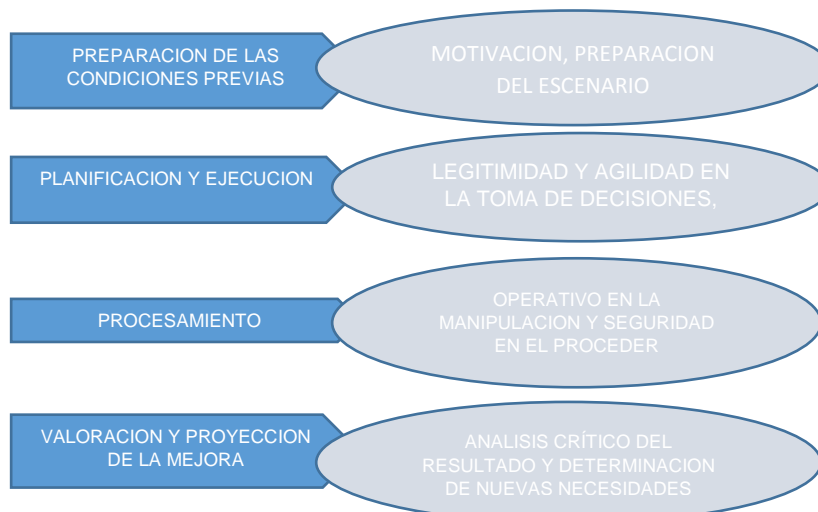 PREPARACION DE LAS
CONDICIONES PREVIAS
MOTIVACION, PREPARACION
DEL ESCENARIO
PLANIFICACION Y EJECUCION
LEGITIMIDAD Y AGILIDAD EN
LA TOMA DE DECISIONES,
PROCESAMIENTO
OPERATIVO EN LA
MANIPULACION Y SEGURIDAD
EN EL PROCEDER
VALORACION Y PROYECCION
DE LA MEJORA
ANALISIS CRÍTICO DEL
RESULTADO Y DETERMINACION
DE NUEVAS NECESIDADES